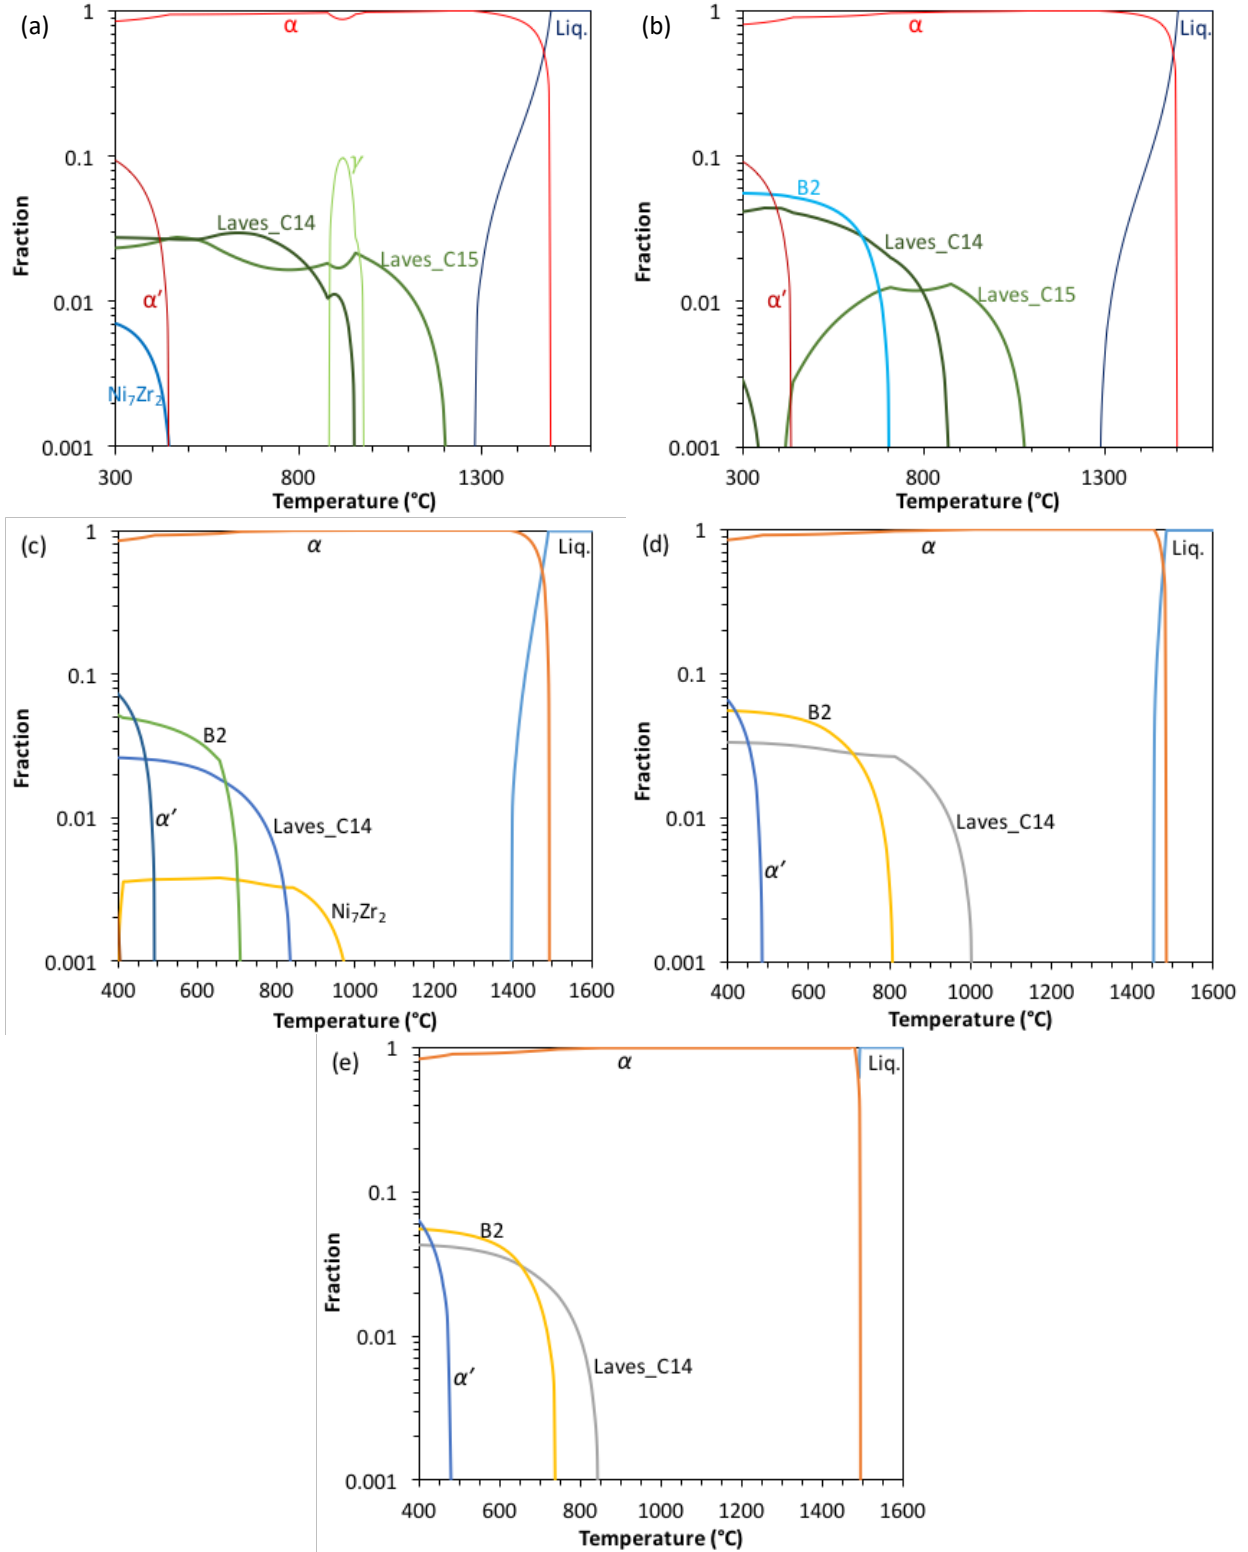 (a)
1
0.1
0.01
0.001
Fraction
α
Liq.
γ
Laves_C14
Laves_C15
α’
Ni7Zr2
300
800
1300
Temperature (°C)
(b)
1
0.1
0.01
0.001
Fraction
α
Liq.
B2
Laves_C14
Laves_C15
α’
300
800
1300
Temperature (°C)
(c)
1
0.1
0.01
0.001
Fraction
α
Liq.
B2
α’
Laves_C14
Ni7Zr2
400 600 800 1000 1200 1400 1600
Temperature (°C)
(d)
1
0.1
0.01
0.001
Fraction
α
Liq.
B2
Laves_C14
α’
400 600 800 1000 1200 1400 1600
Temperature (°C)
(e)
1
0.1
0.01
0.001
Fraction
α
Liq.
B2
Laves_C14
α’
400 600 800 1000 1200 1400 1600
Temperature (°C)